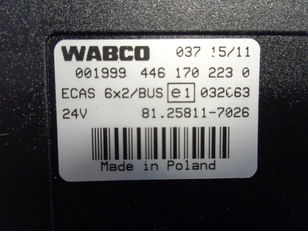 WABCO 037 15/11
001999 446 170 223 0
ECAS 6x2/BUS e1 032663
24V 81.25811-7026
Made in Poland